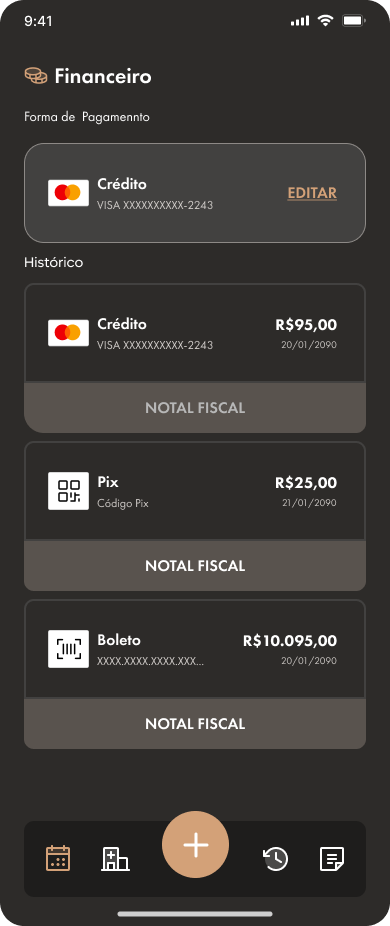 9:41
Financeiro
Forma de Pagamennto
Crédito
VISA XXXXXXXXXX-2243
EDITAR
Histórico
Crédito
VISA XXXXXXXXXX-2243
R$95,00
20/01/2090
NOTAL FISCAL
Pix
Código Pix
R$25,00
21/01/2090
NOTAL FISCAL
Boleto
XXXX.XXXX.XXXX.XXX...
R$10.095,00
20/01/2090
NOTAL FISCAL